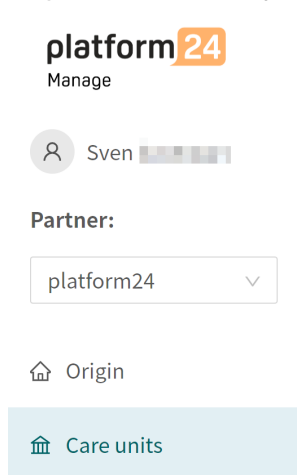 platform24
Manage
Sven
Partner:
platform24
Origin
Care units